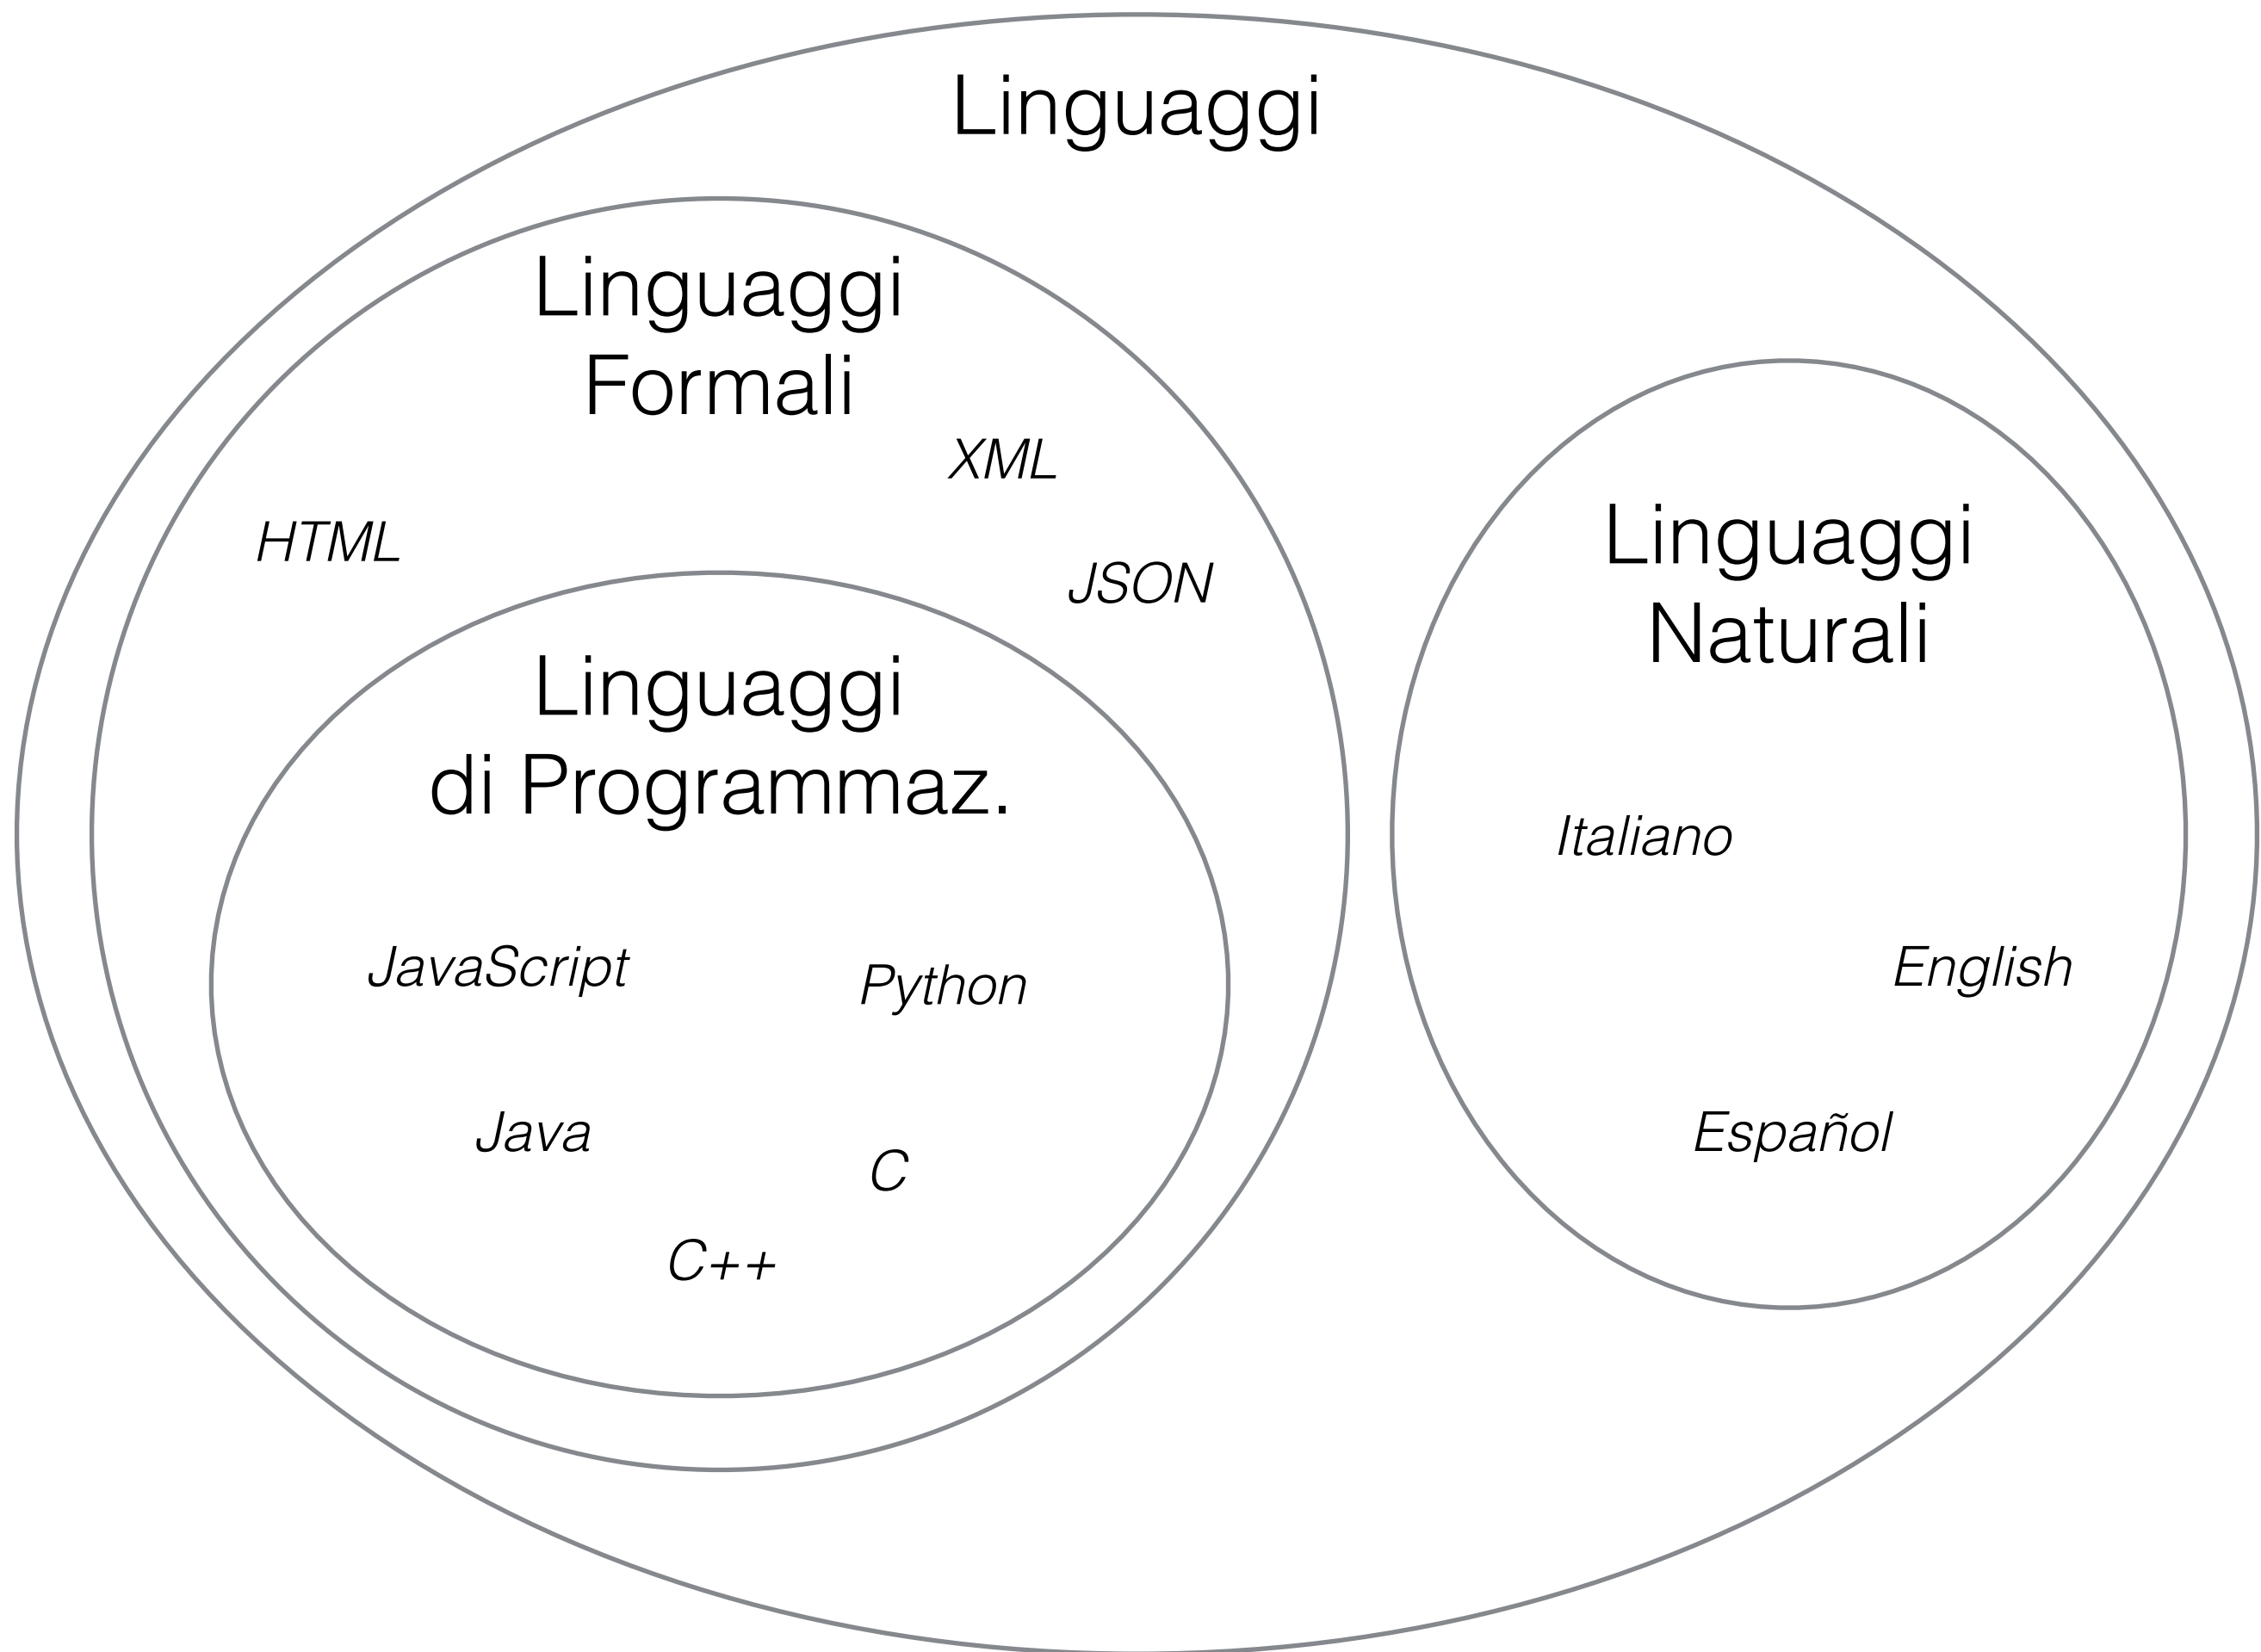 Linguaggi
Linguaggi
Formali
XML
HTML
JSON
Linguaggi
di Programmaz.
JavaScript
Python
Java
C
C++
Linguaggi
Naturali
Italiano
English
Español